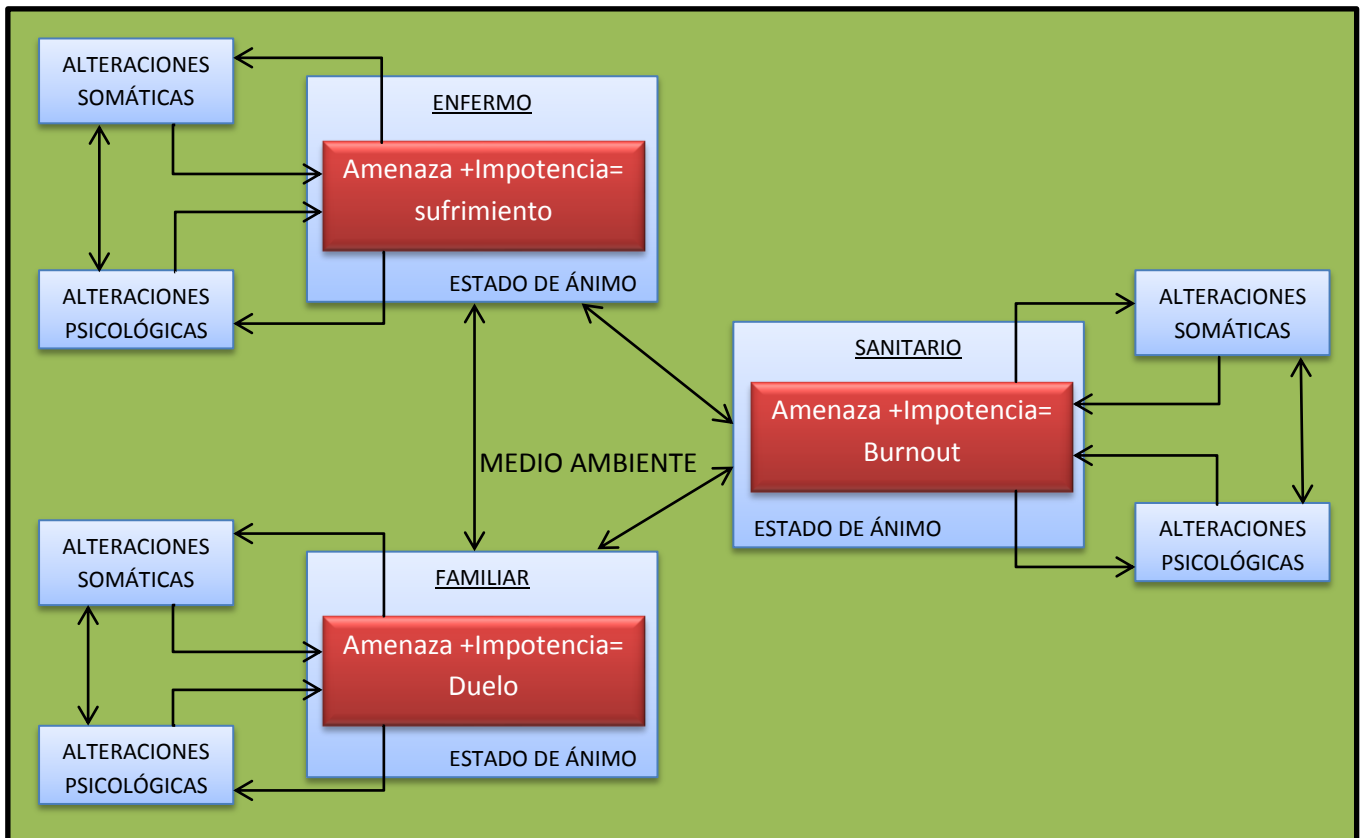 ALTERACIONES
SOMÁTICAS
ENFERMO
Amenaza +Impotencia=
sufrimiento
ESTADO DE ÁNIMO
ALTERACIONES
PSICOLÓGICAS
SANITARIO
Amenaza +Impotencia=
Burnout
ESTADO DE ÁNIMO
ALTERACIONES
SOMÁTICAS
ALTERACIONES
PSICOLÓGICAS
MEDIO AMBIENTE
ALTERACIONES
SOMÁTICAS
FAMILIAR
Amenaza +Impotencia=
Duelo
ESTADO DE ÁNIMO
ALTERACIONES
PSICOLÓGICAS